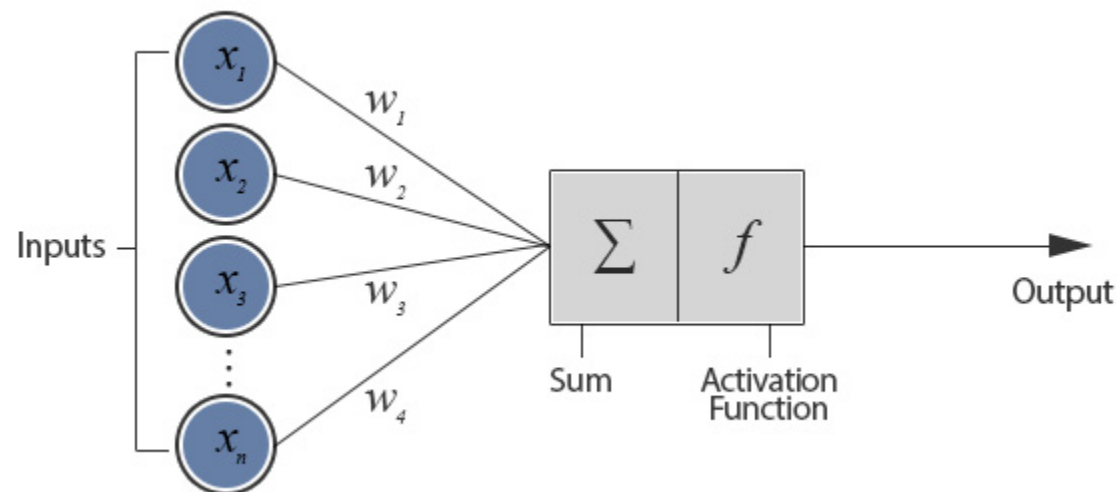 x₁
w₁
x₂
w₂
Inputs
x₃
w₃
Σ
f
Output
Sum
Activation
Function
w₄
xₙ